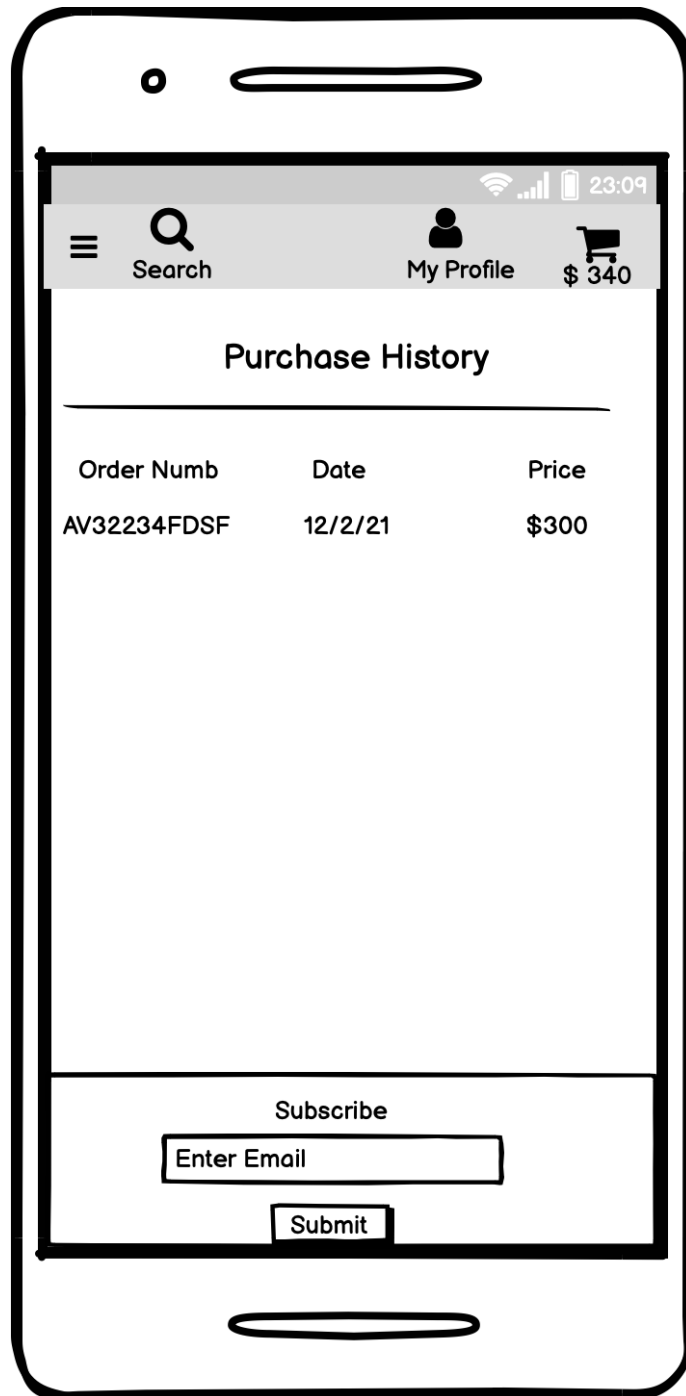 23:09
Search My Profile $ 340
Purchase History
Order Numb Date Price
AV32234FDSF 12/2/21 $300
Subscribe
Enter Email
Submit